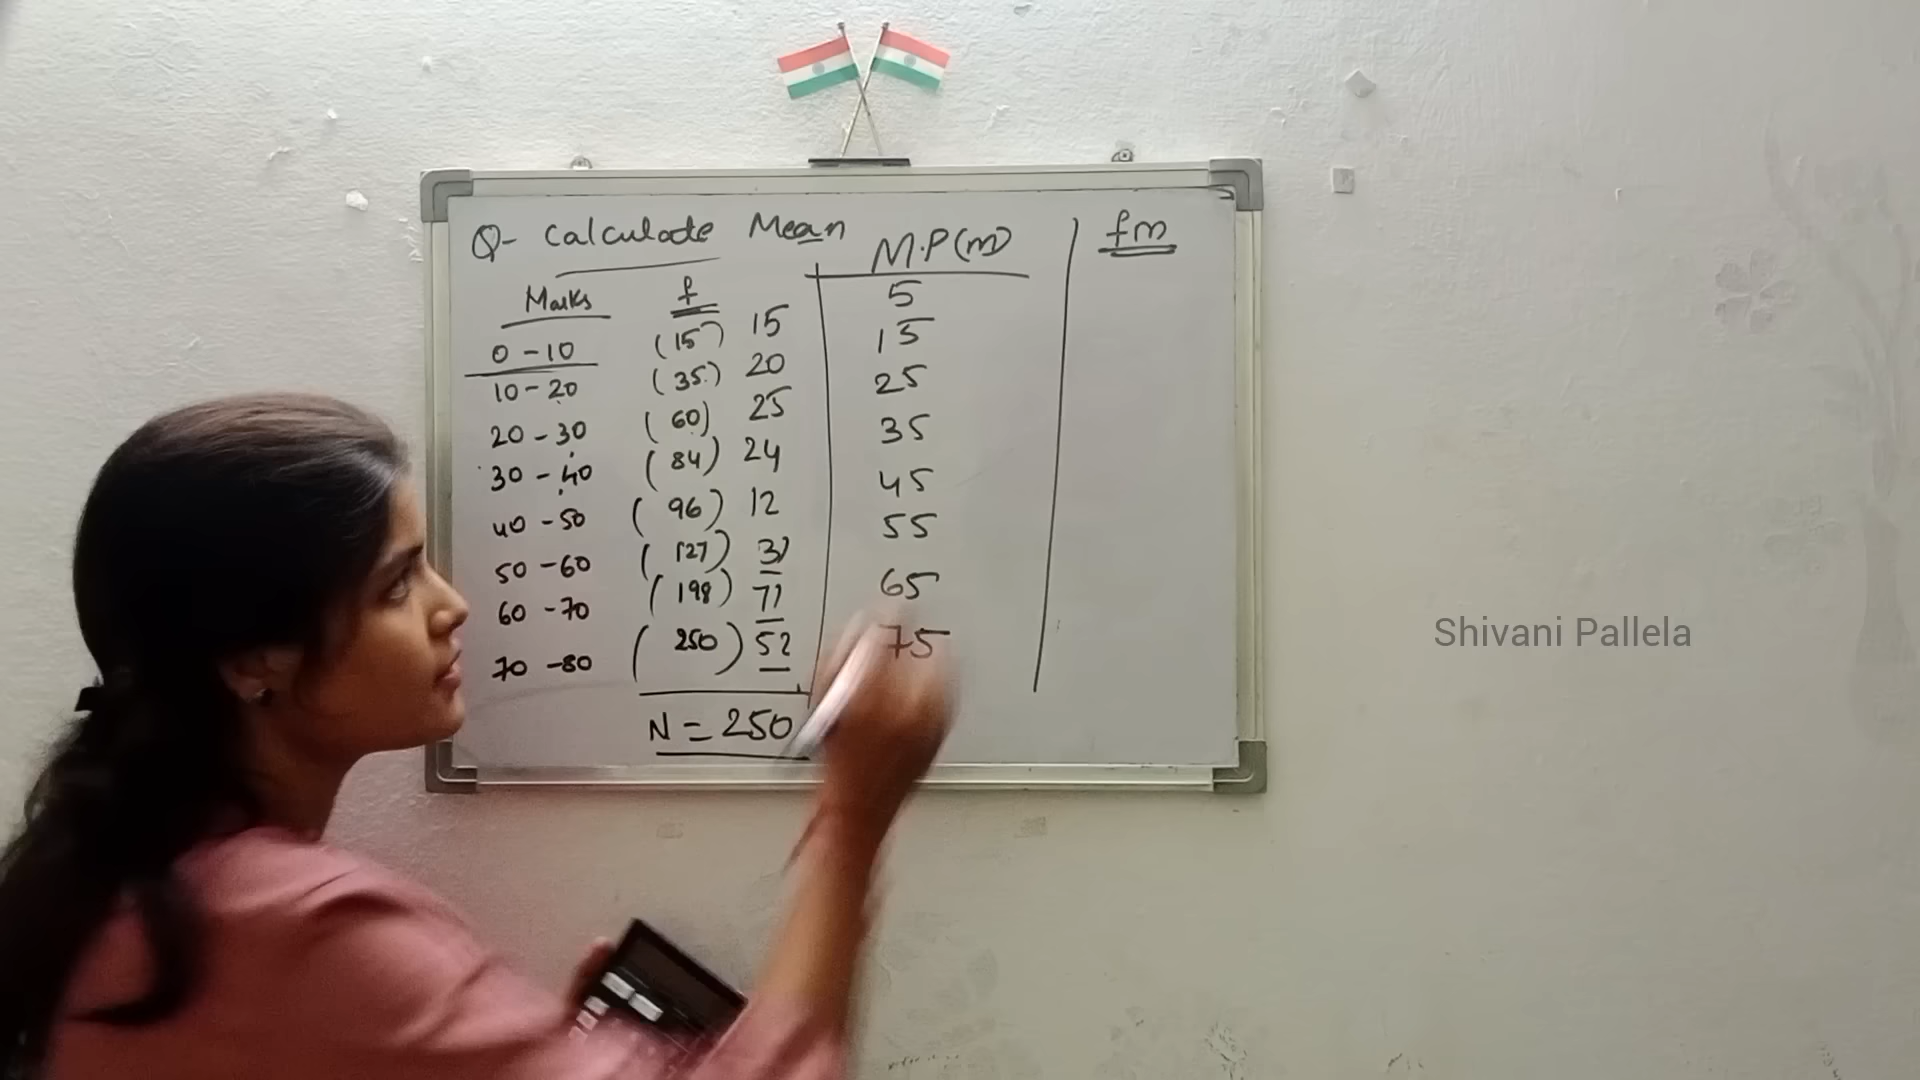 Q- Calculate Mean M.P(m) fm
Marks f
0-10 (15) 15 5
10-20 (35) 20 15
20-30 (60) 25 25
30-40 (84) 24 35
40-50 (96) 12 45
50-60 (127) 31 55
60-70 (198) 71 65
70-80 (250) 52 75
N = 250
Shivani Pallela